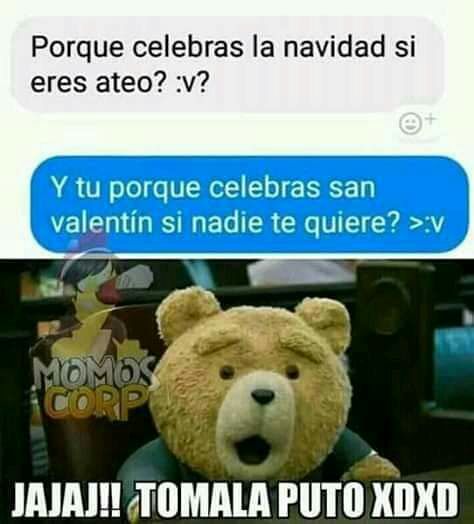 Porque celebras la navidad si
eres ateo? :v?
Y tu porque celebras san
valentín si nadie te quiere? >:v
MOMOS
CORP
JAJAJ!! TOMALA PUTO XDXD